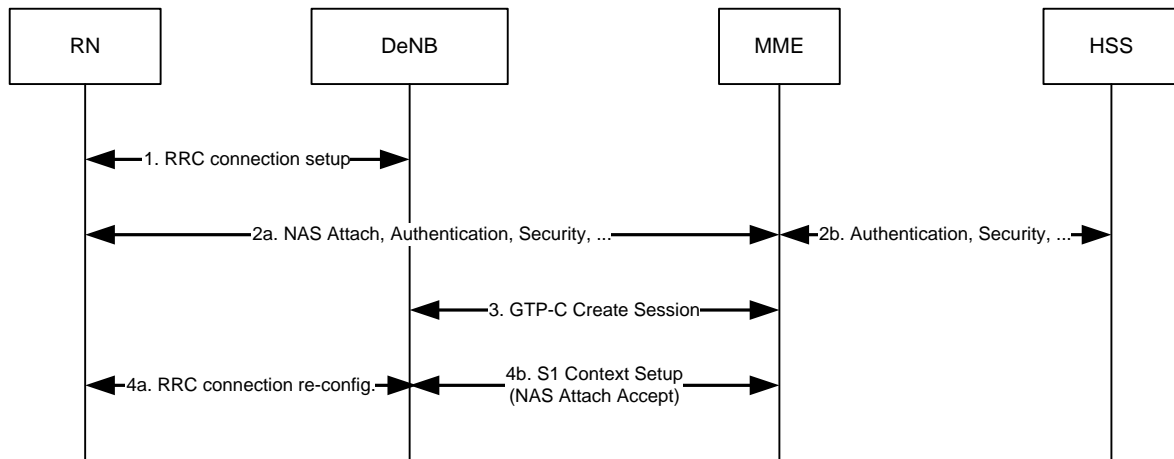 RN
DeNB
MME
HSS
1. RRC connection setup
2a. NAS Attach, Authentication, Security, ...
2b. Authentication, Security, ...
3. GTP-C Create Session
4a. RRC connection re-config.
4b. S1 Context Setup
(NAS Attach Accept)